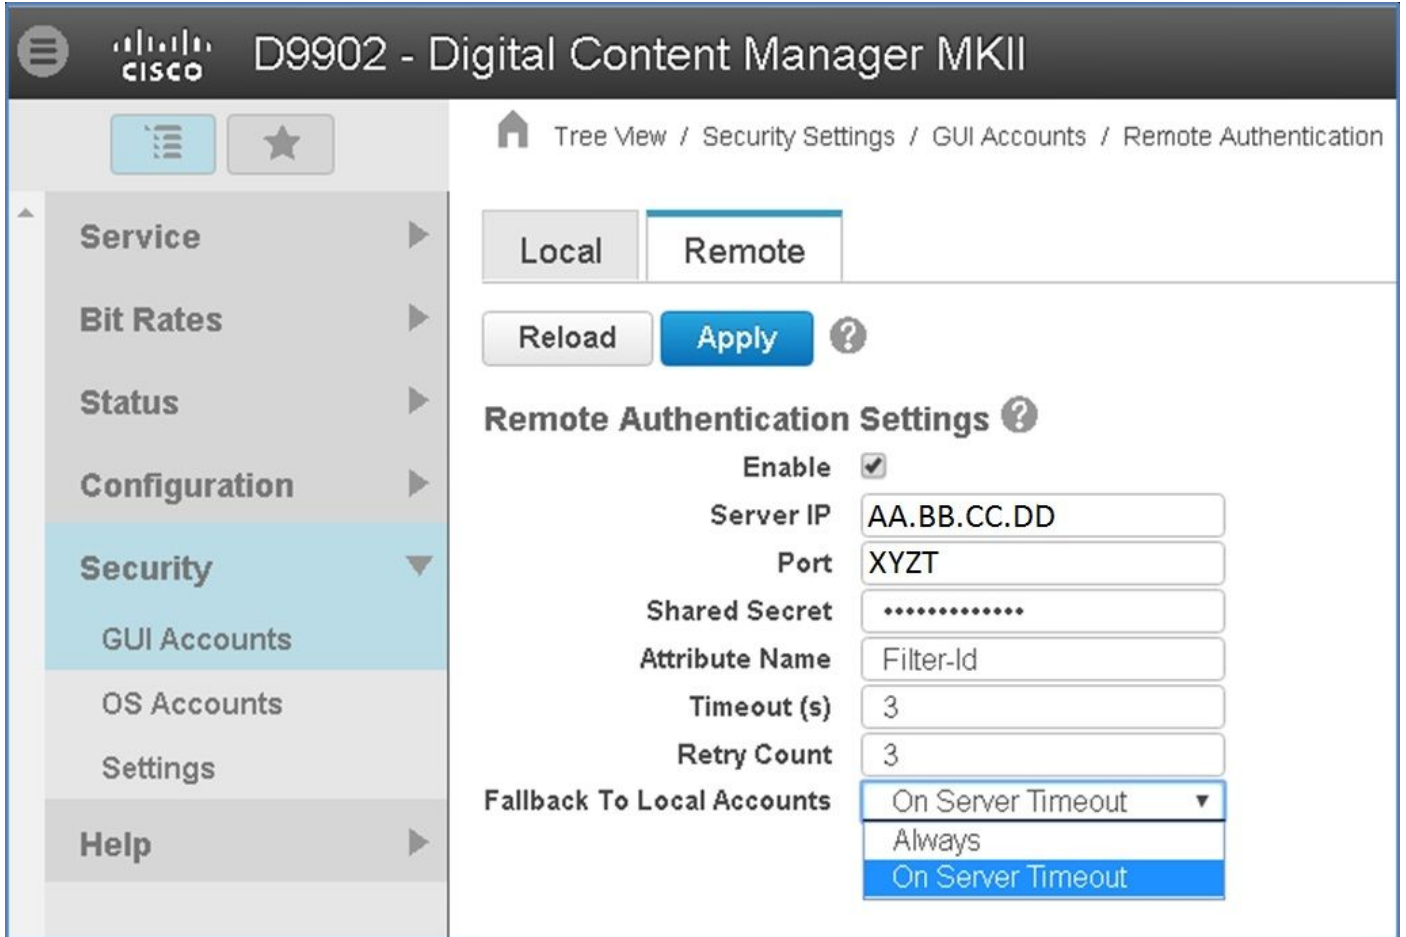 CISCO D9902 - Digital Content Manager MKII
Tree View / Security Settings / GUI Accounts / Remote Authentication
Service
Bit Rates
Status
Configuration
Security
GUI Accounts
OS Accounts
Settings
Help
Local Remote
Reload Apply ?
Remote Authentication Settings ?
Enable
Server IP AA.BB.CC.DD
Port XYZT
Shared Secret •••••••••••••
Attribute Name Filter-Id
Timeout (s) 3
Retry Count 3
Fallback To Local Accounts On Server Timeout
Always
On Server Timeout